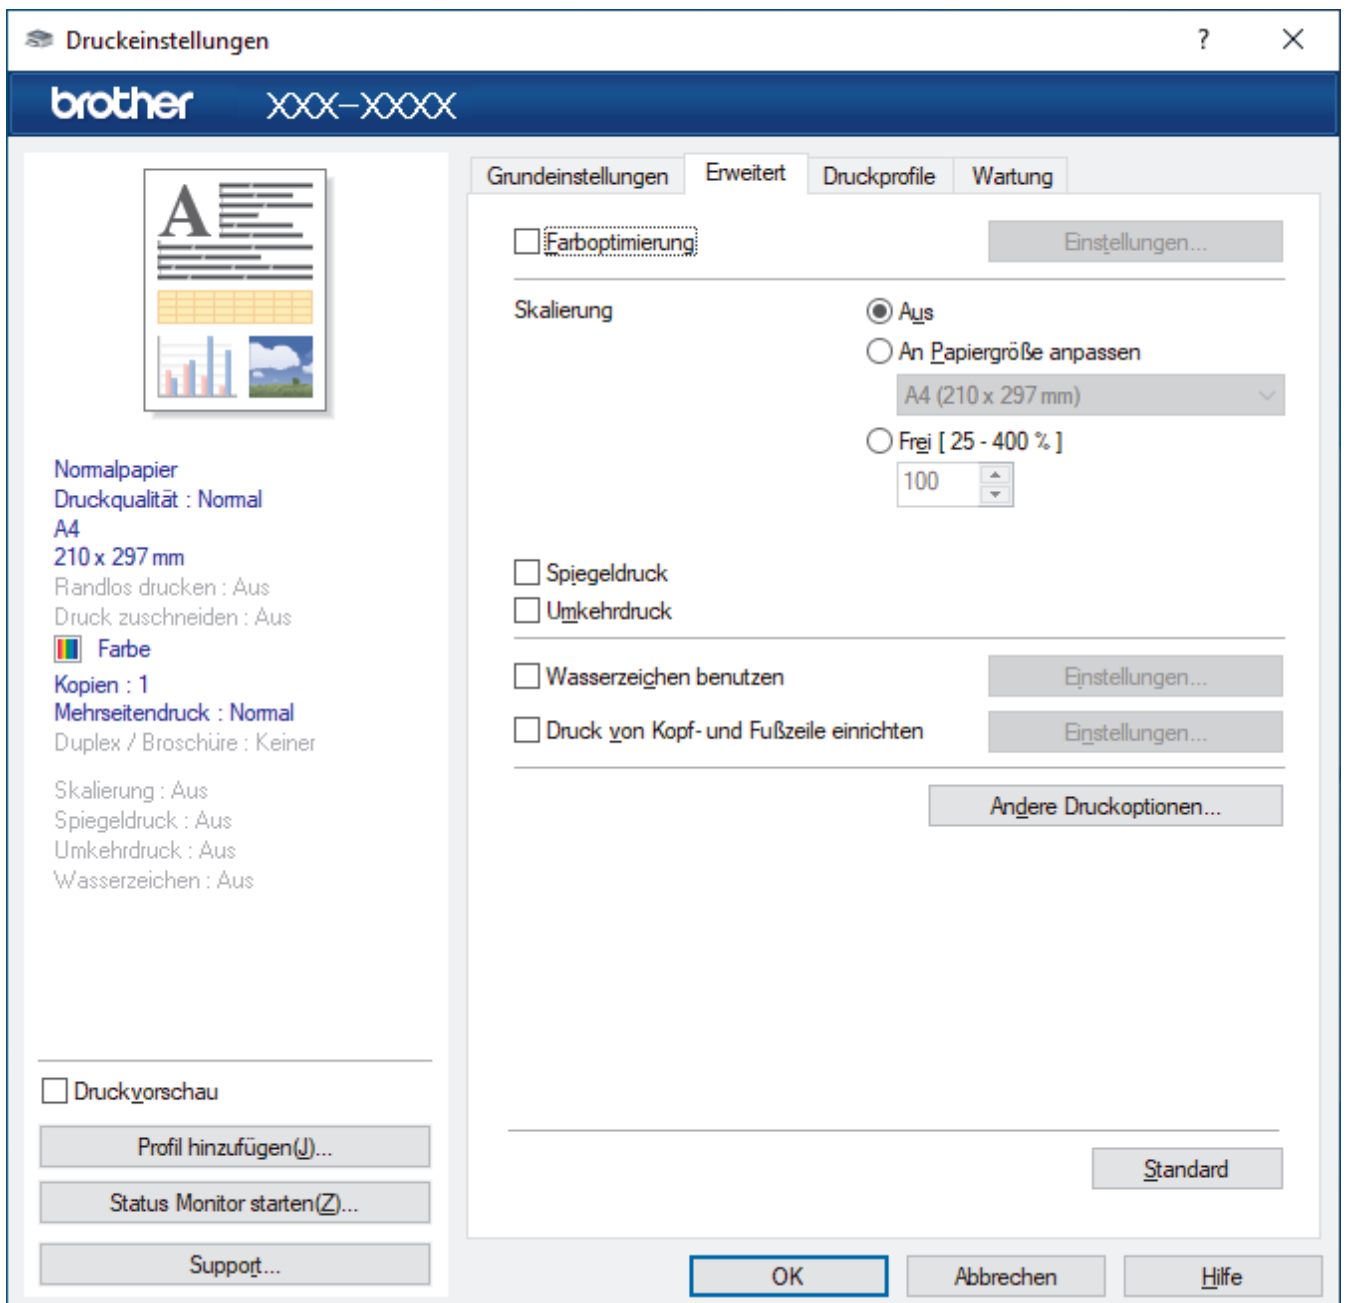 Druckeinstellungen
?
brother XXX-XXXX
Grundeinstellungen
Erweitert
Druckprofile
Wartung
A
Normalpapier
Druckqualität : Normal
A4
210 x 297 mm
Randlos drucken : Aus
Druck zuschneiden : Aus
Farbe
Kopien : 1
Mehrseitendruck : Normal
Duplex / Broschüre : Keiner
Skalierung : Aus
Spiegeldruck : Aus
Umkehrdruck : Aus
Wasserzeichen : Aus
Druckvorschau
Profil hinzufügen(J)...
Status Monitor starten(Z)...
Support...
Farboptimierung
Einstellungen...
Skalierung
Aus
An Papiergröße anpassen
A4 (210 x 297 mm)
Frei [ 25 - 400 % ]
100
Spiegeldruck
Umkehrdruck
Wasserzeichen benutzen
Einstellungen...
Druck von Kopf- und Fußzeile einrichten
Einstellungen...
Andere Druckoptionen...
Standard
OK
Abbrechen
Hilfe